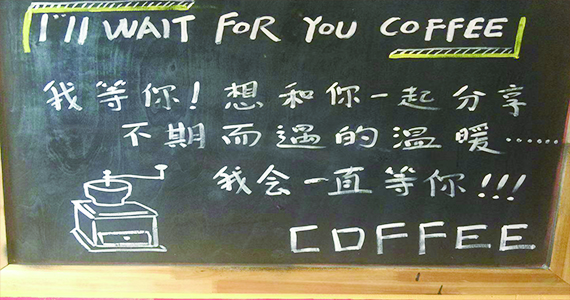 I'll WAIT FOR YOU COFFEE
我等你！想和你一起分享
不期而遇的温暖……
我会一直等你!!!
COFFEE